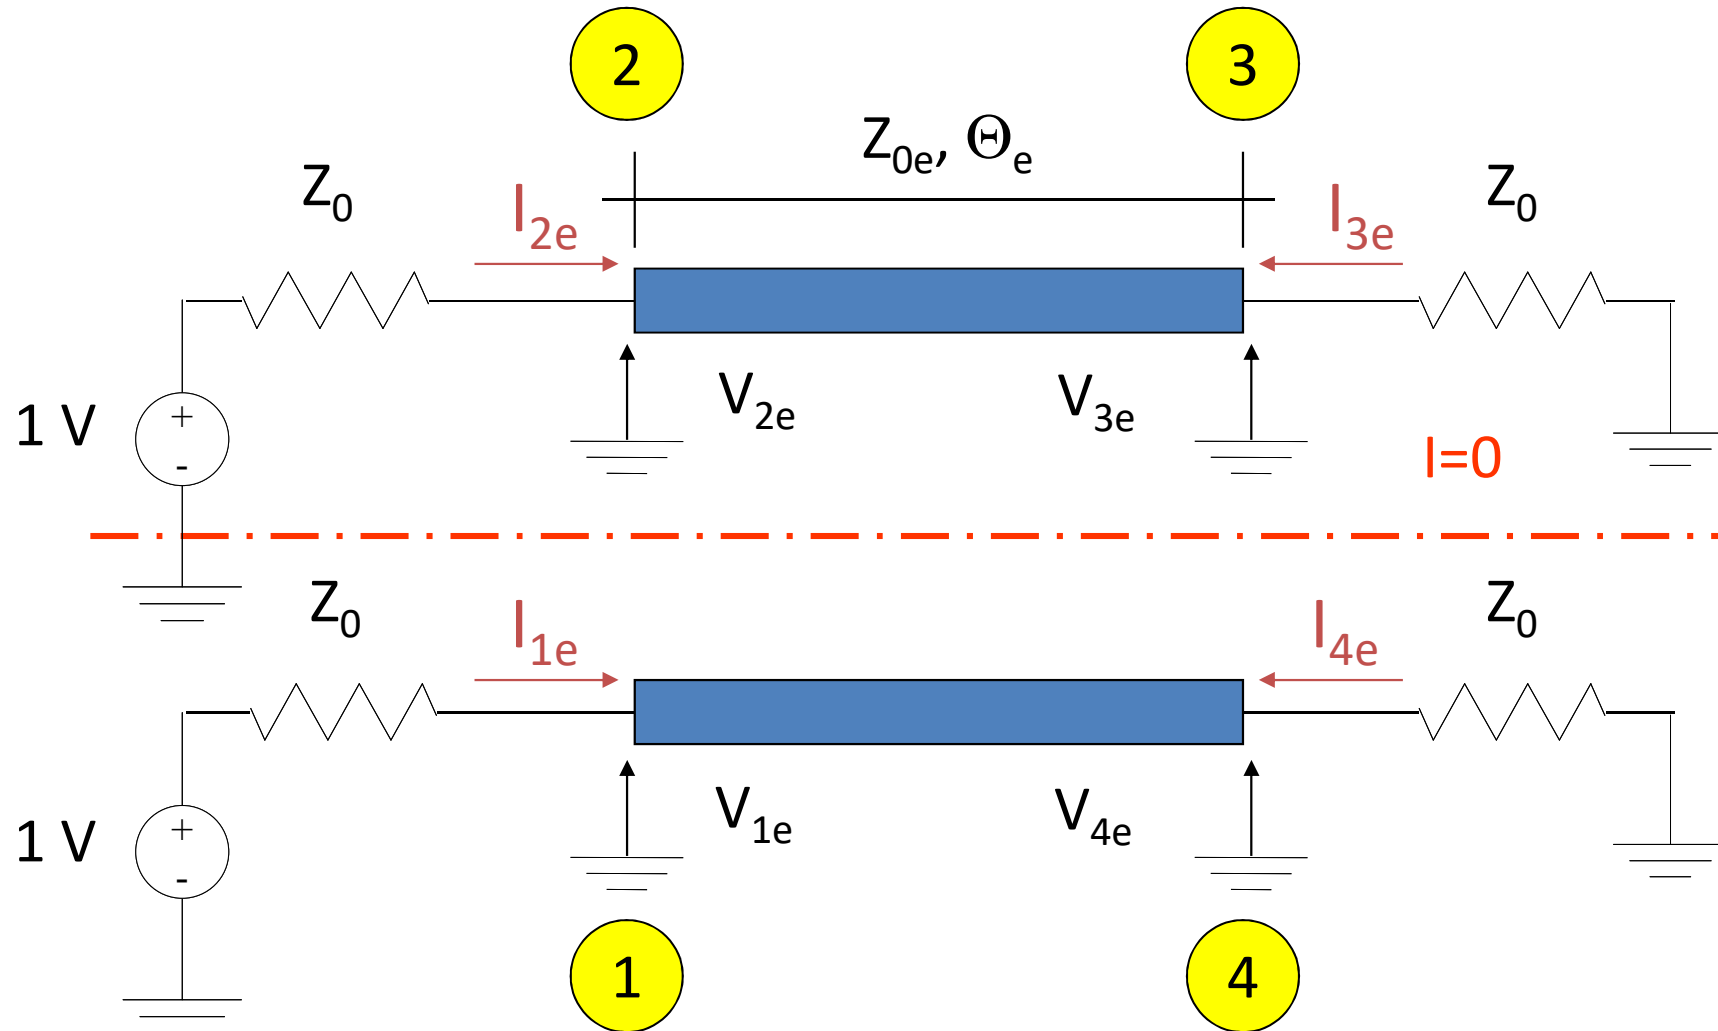 2
3
Z0e, Θe
Z0
I2e
I3e
Z0
1 V
+
-
V2e
V3e
I=0
Z0
I1e
I4e
Z0
1 V
+
-
V1e
V4e
1
4